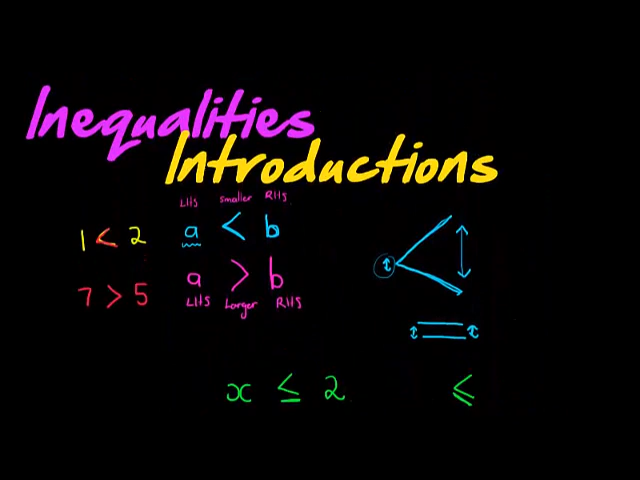 Inequalities
Introductions
LHS smaller RHS
1 < 2
a < b
7 > 5
a > b
LHS Larger RHS
x ≤ 2
≤